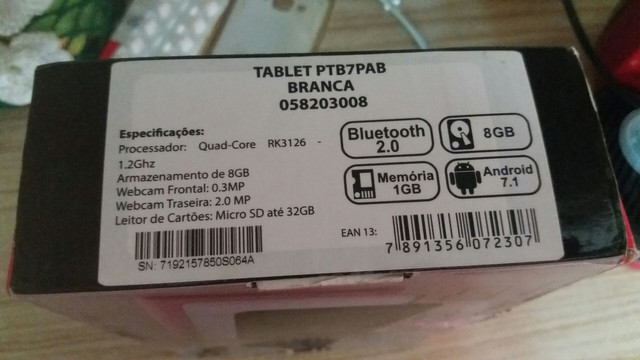 TABLET PTB7PAB
BRANCA
058203008
Especificações:
Processador: Quad-Core RK3126 -
1.2Ghz
Armazenamento de 8GB
Webcam Frontal: 0.3MP
Webcam Traseira: 2.0 MP
Leitor de Cartões: Micro SD até 32GB
Bluetooth
2.0
8GB
Memória
1GB
Android
7.1
SN: 7192157850S064A
EAN 13:
7 891356 072307